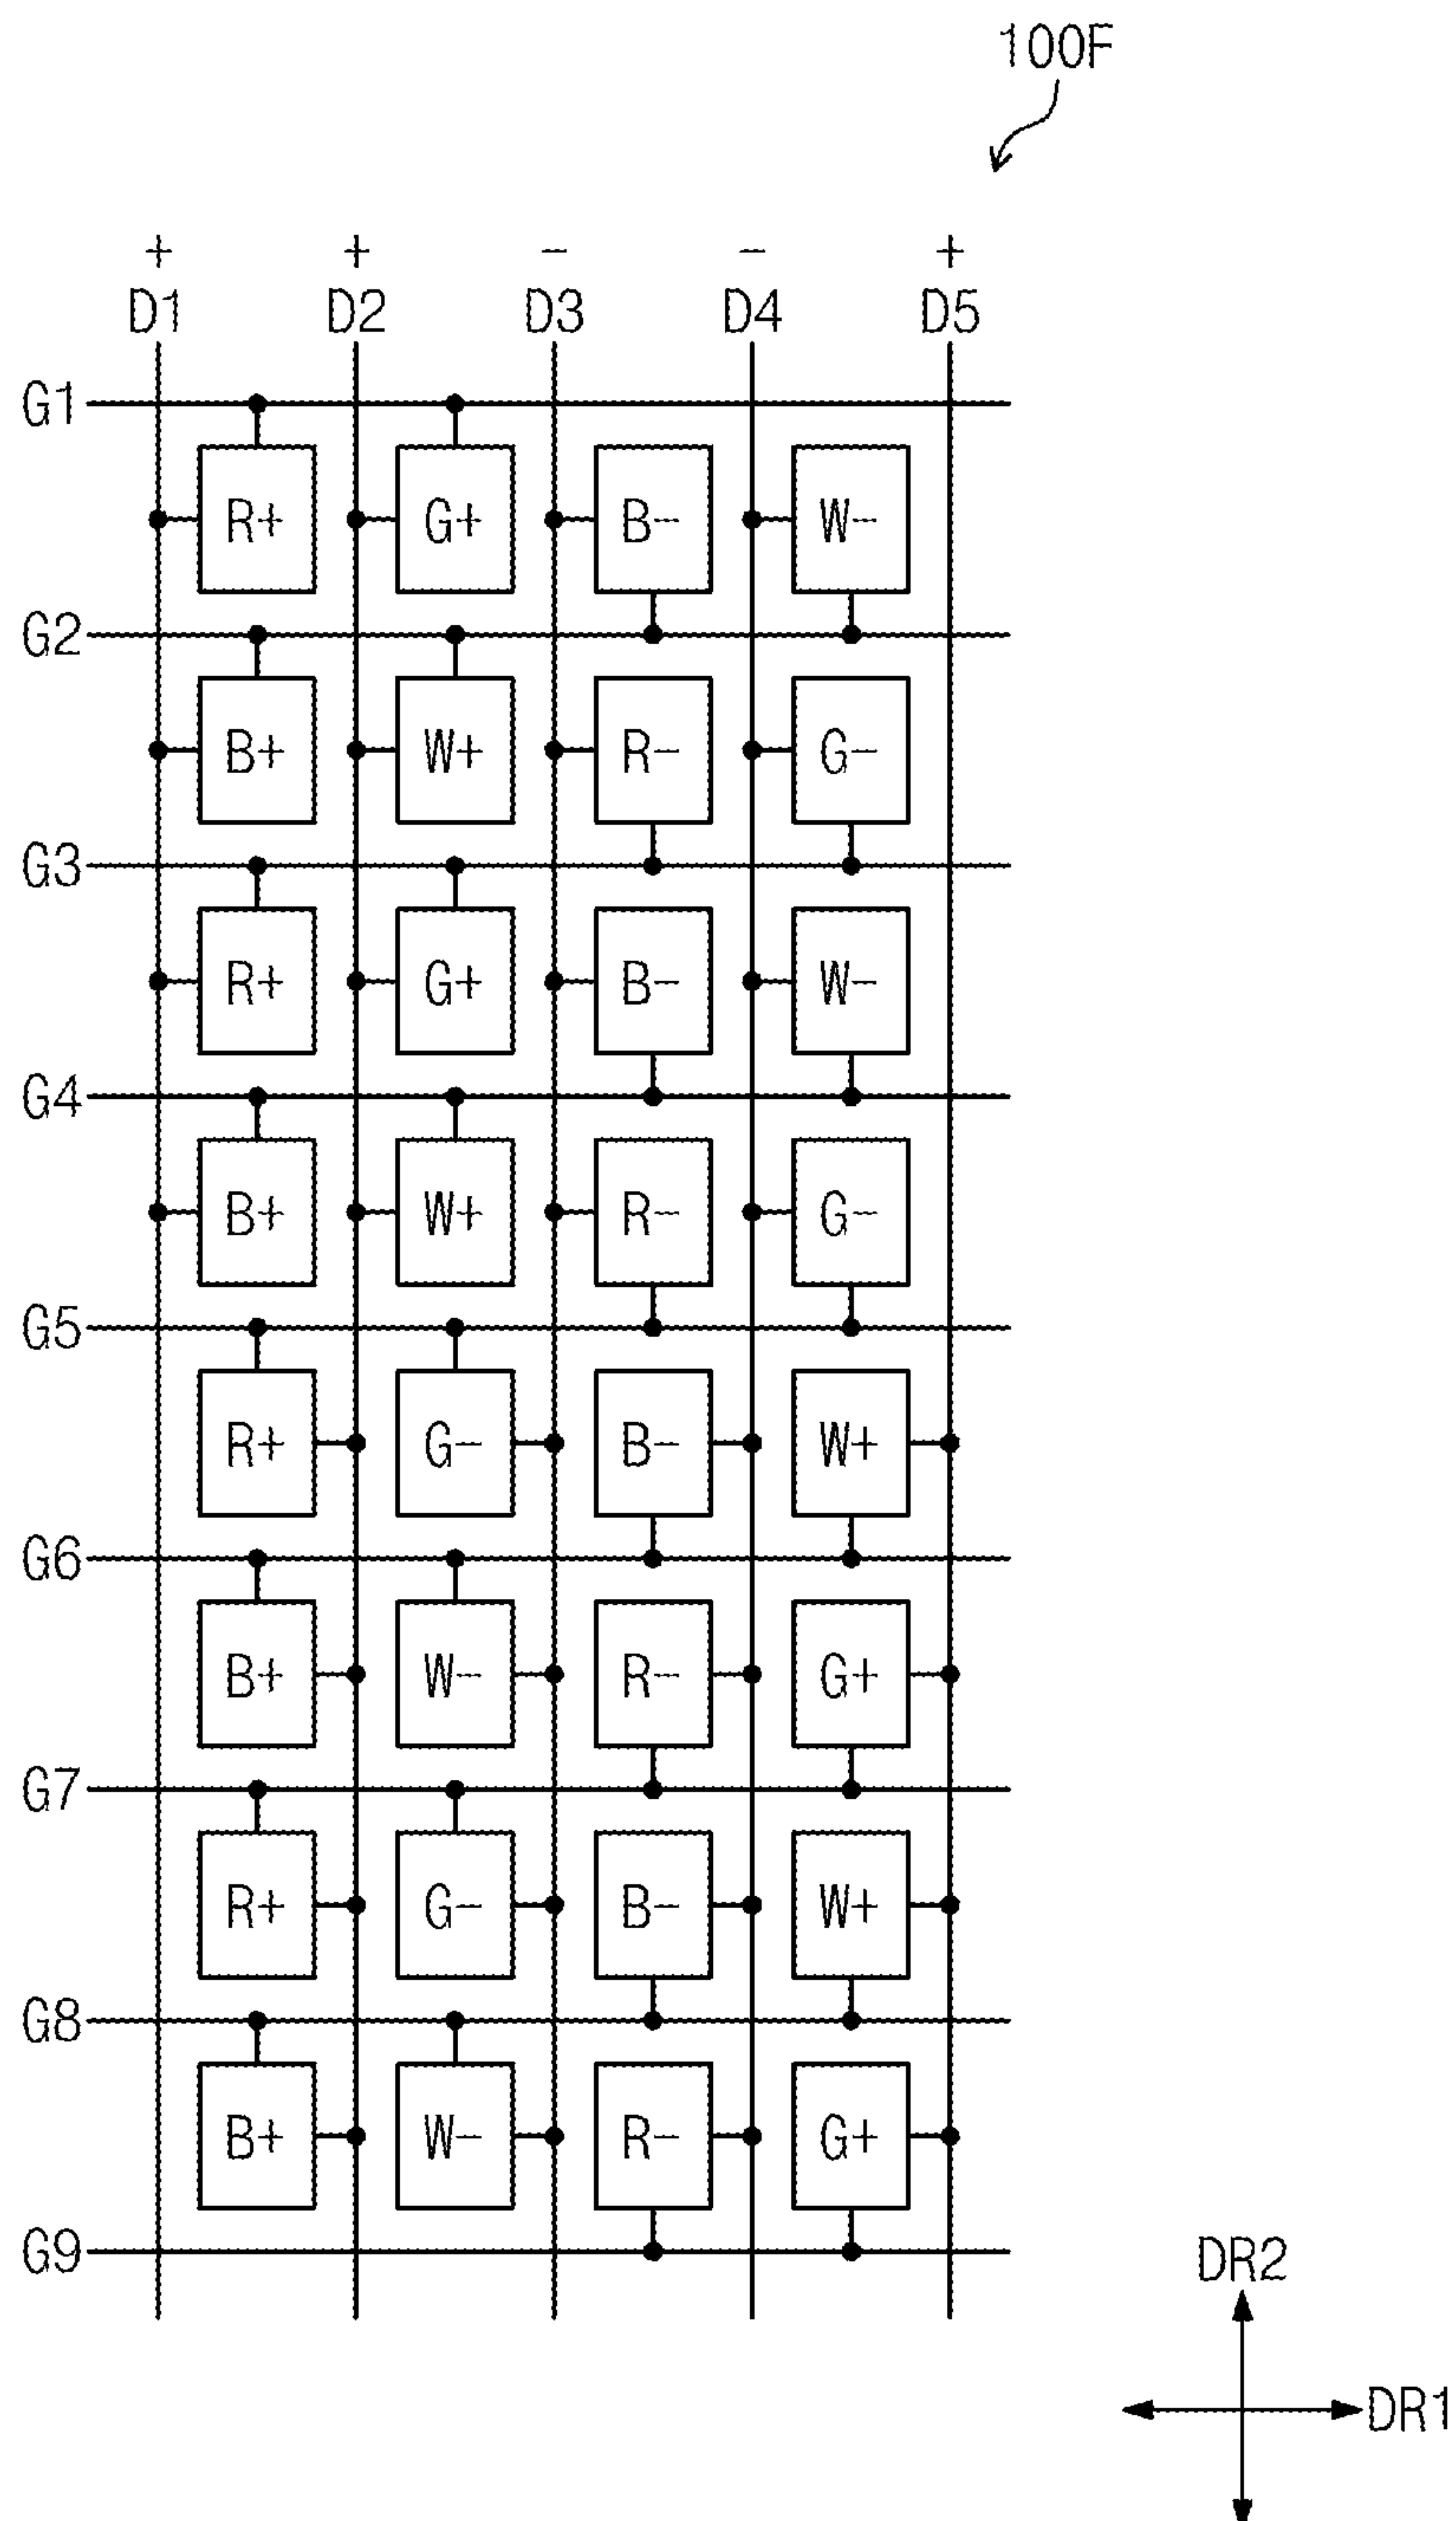 100F
+ + - - +
D1 D2 D3 D4 D5
G1
R+ G+ B- W-
G2
B+ W+ R- G-
G3
R+ G+ B- W-
G4
B+ W+ R- G-
G5
R+ G- B- W+
G6
B+ W- R- G+
G7
R+ G- B- W+
G8
B+ W- R- G+
G9
DR2
DR1